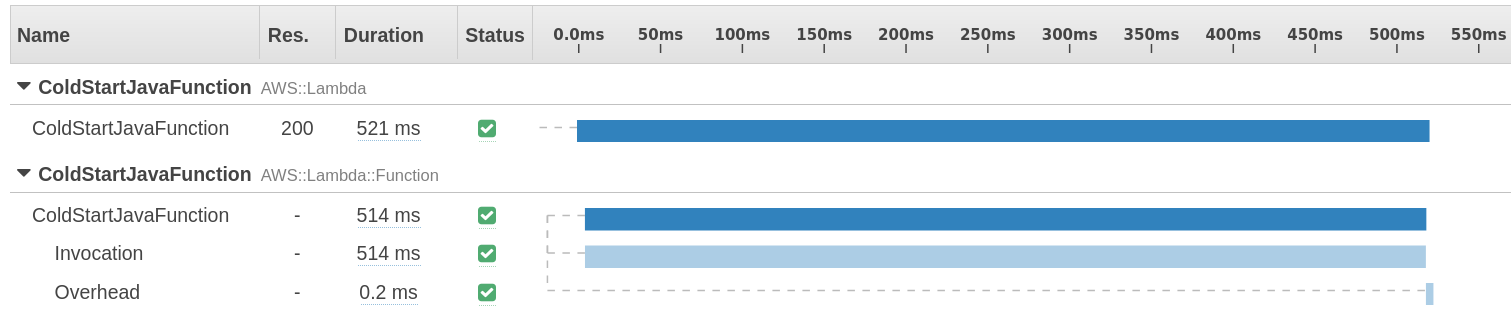 Name Res. Duration Status 0.0ms 50ms 100ms 150ms 200ms 250ms 300ms 350ms 400ms 450ms 500ms 550ms
ColdStartJavaFunction AWS::Lambda
ColdStartJavaFunction 200 521 ms
ColdStartJavaFunction AWS::Lambda::Function
ColdStartJavaFunction - 514 ms
Invocation - 514 ms
Overhead - 0.2 ms